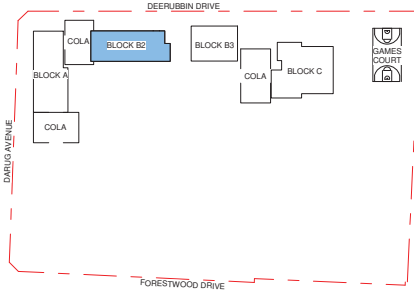 DEERUBBIN DRIVE
COLA
BLOCK B2
BLOCK B3
GAMES
COURT
BLOCK A
COLA
BLOCK C
COLA
DARUG AVENUE
FORESTWOOD DRIVE